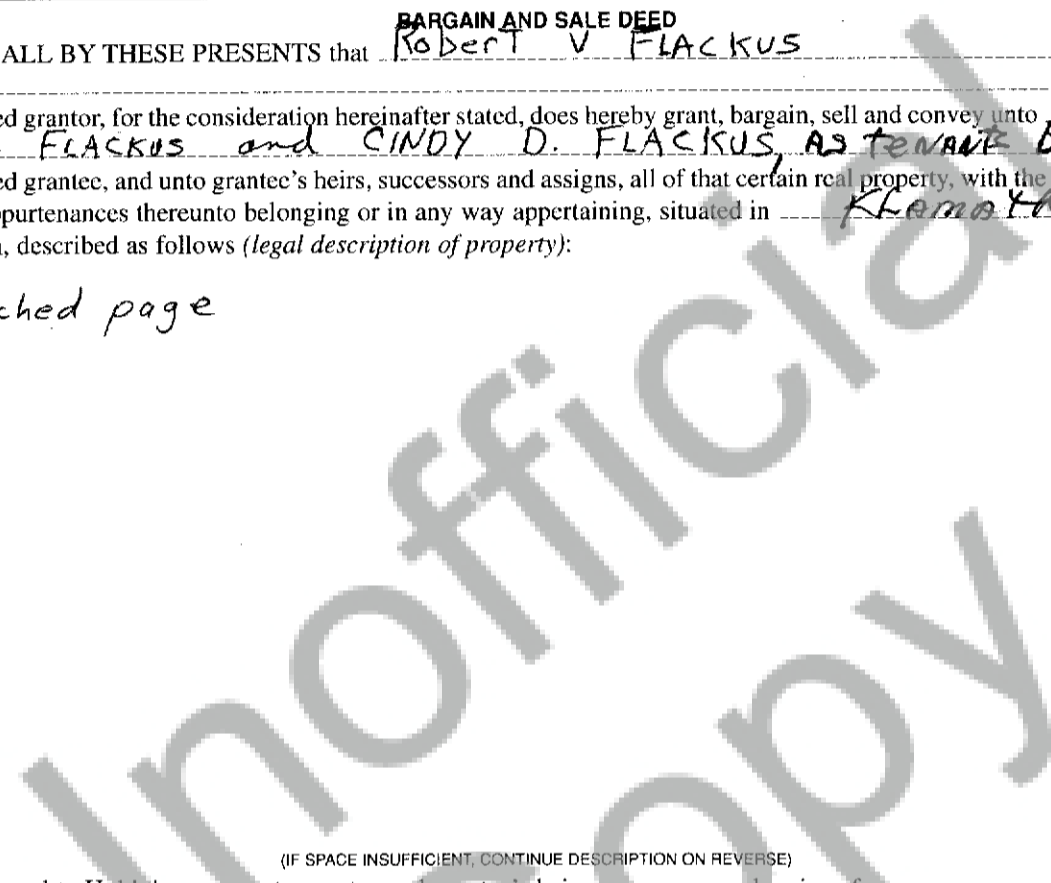 BARGAIN AND SALE DEED
ALL BY THESE PRESENTS that Robert V FLACKUS
ed grantor, for the consideration hereinafter stated, does hereby grant, bargain, sell and convey unto
FLACKUS and CINDY D. FLACKUS, AS TENANTS
ed grantee, and unto grantee's heirs, successors and assigns, all of that certain real property, with the
purtenances thereunto belonging or in any way appertaining, situated in Klamath
, described as follows (legal description of property):
ched page
nofficial
opy
(IF SPACE INSUFFICIENT, CONTINUE DESCRIPTION ON REVERSE)